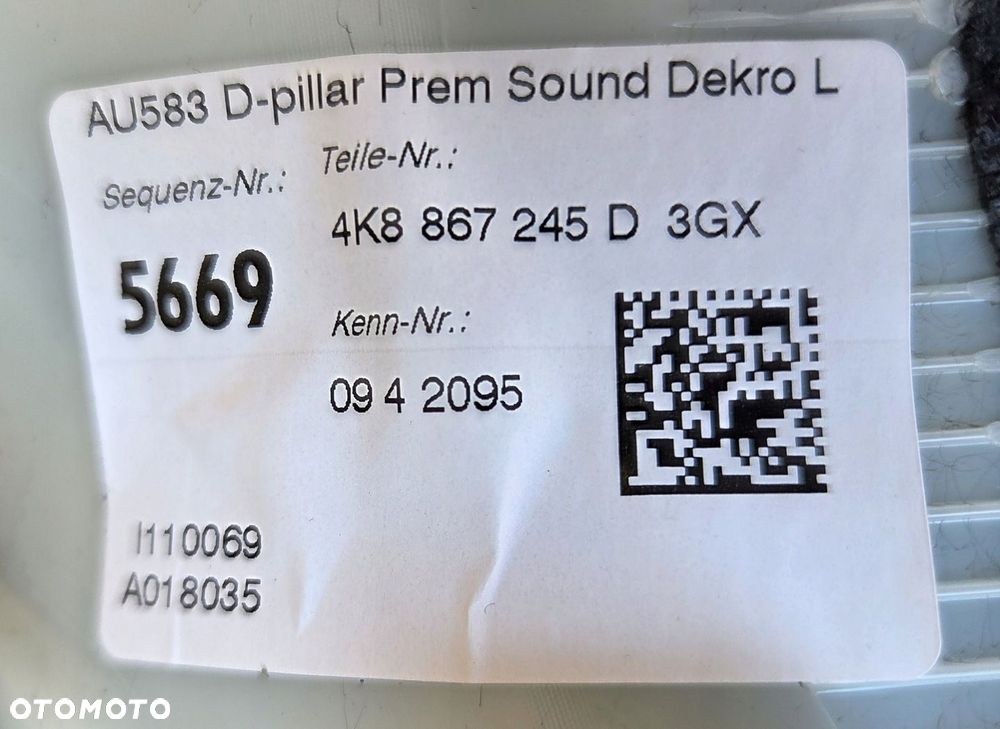 AU583 D-pillar Prem Sound Dekro L
Sequenz-Nr.: Teile-Nr.:
4K8 867 245 D 3GX
5669
Kenn-Nr.:
09 4 2095
I110069
A018035
OTOMOTO